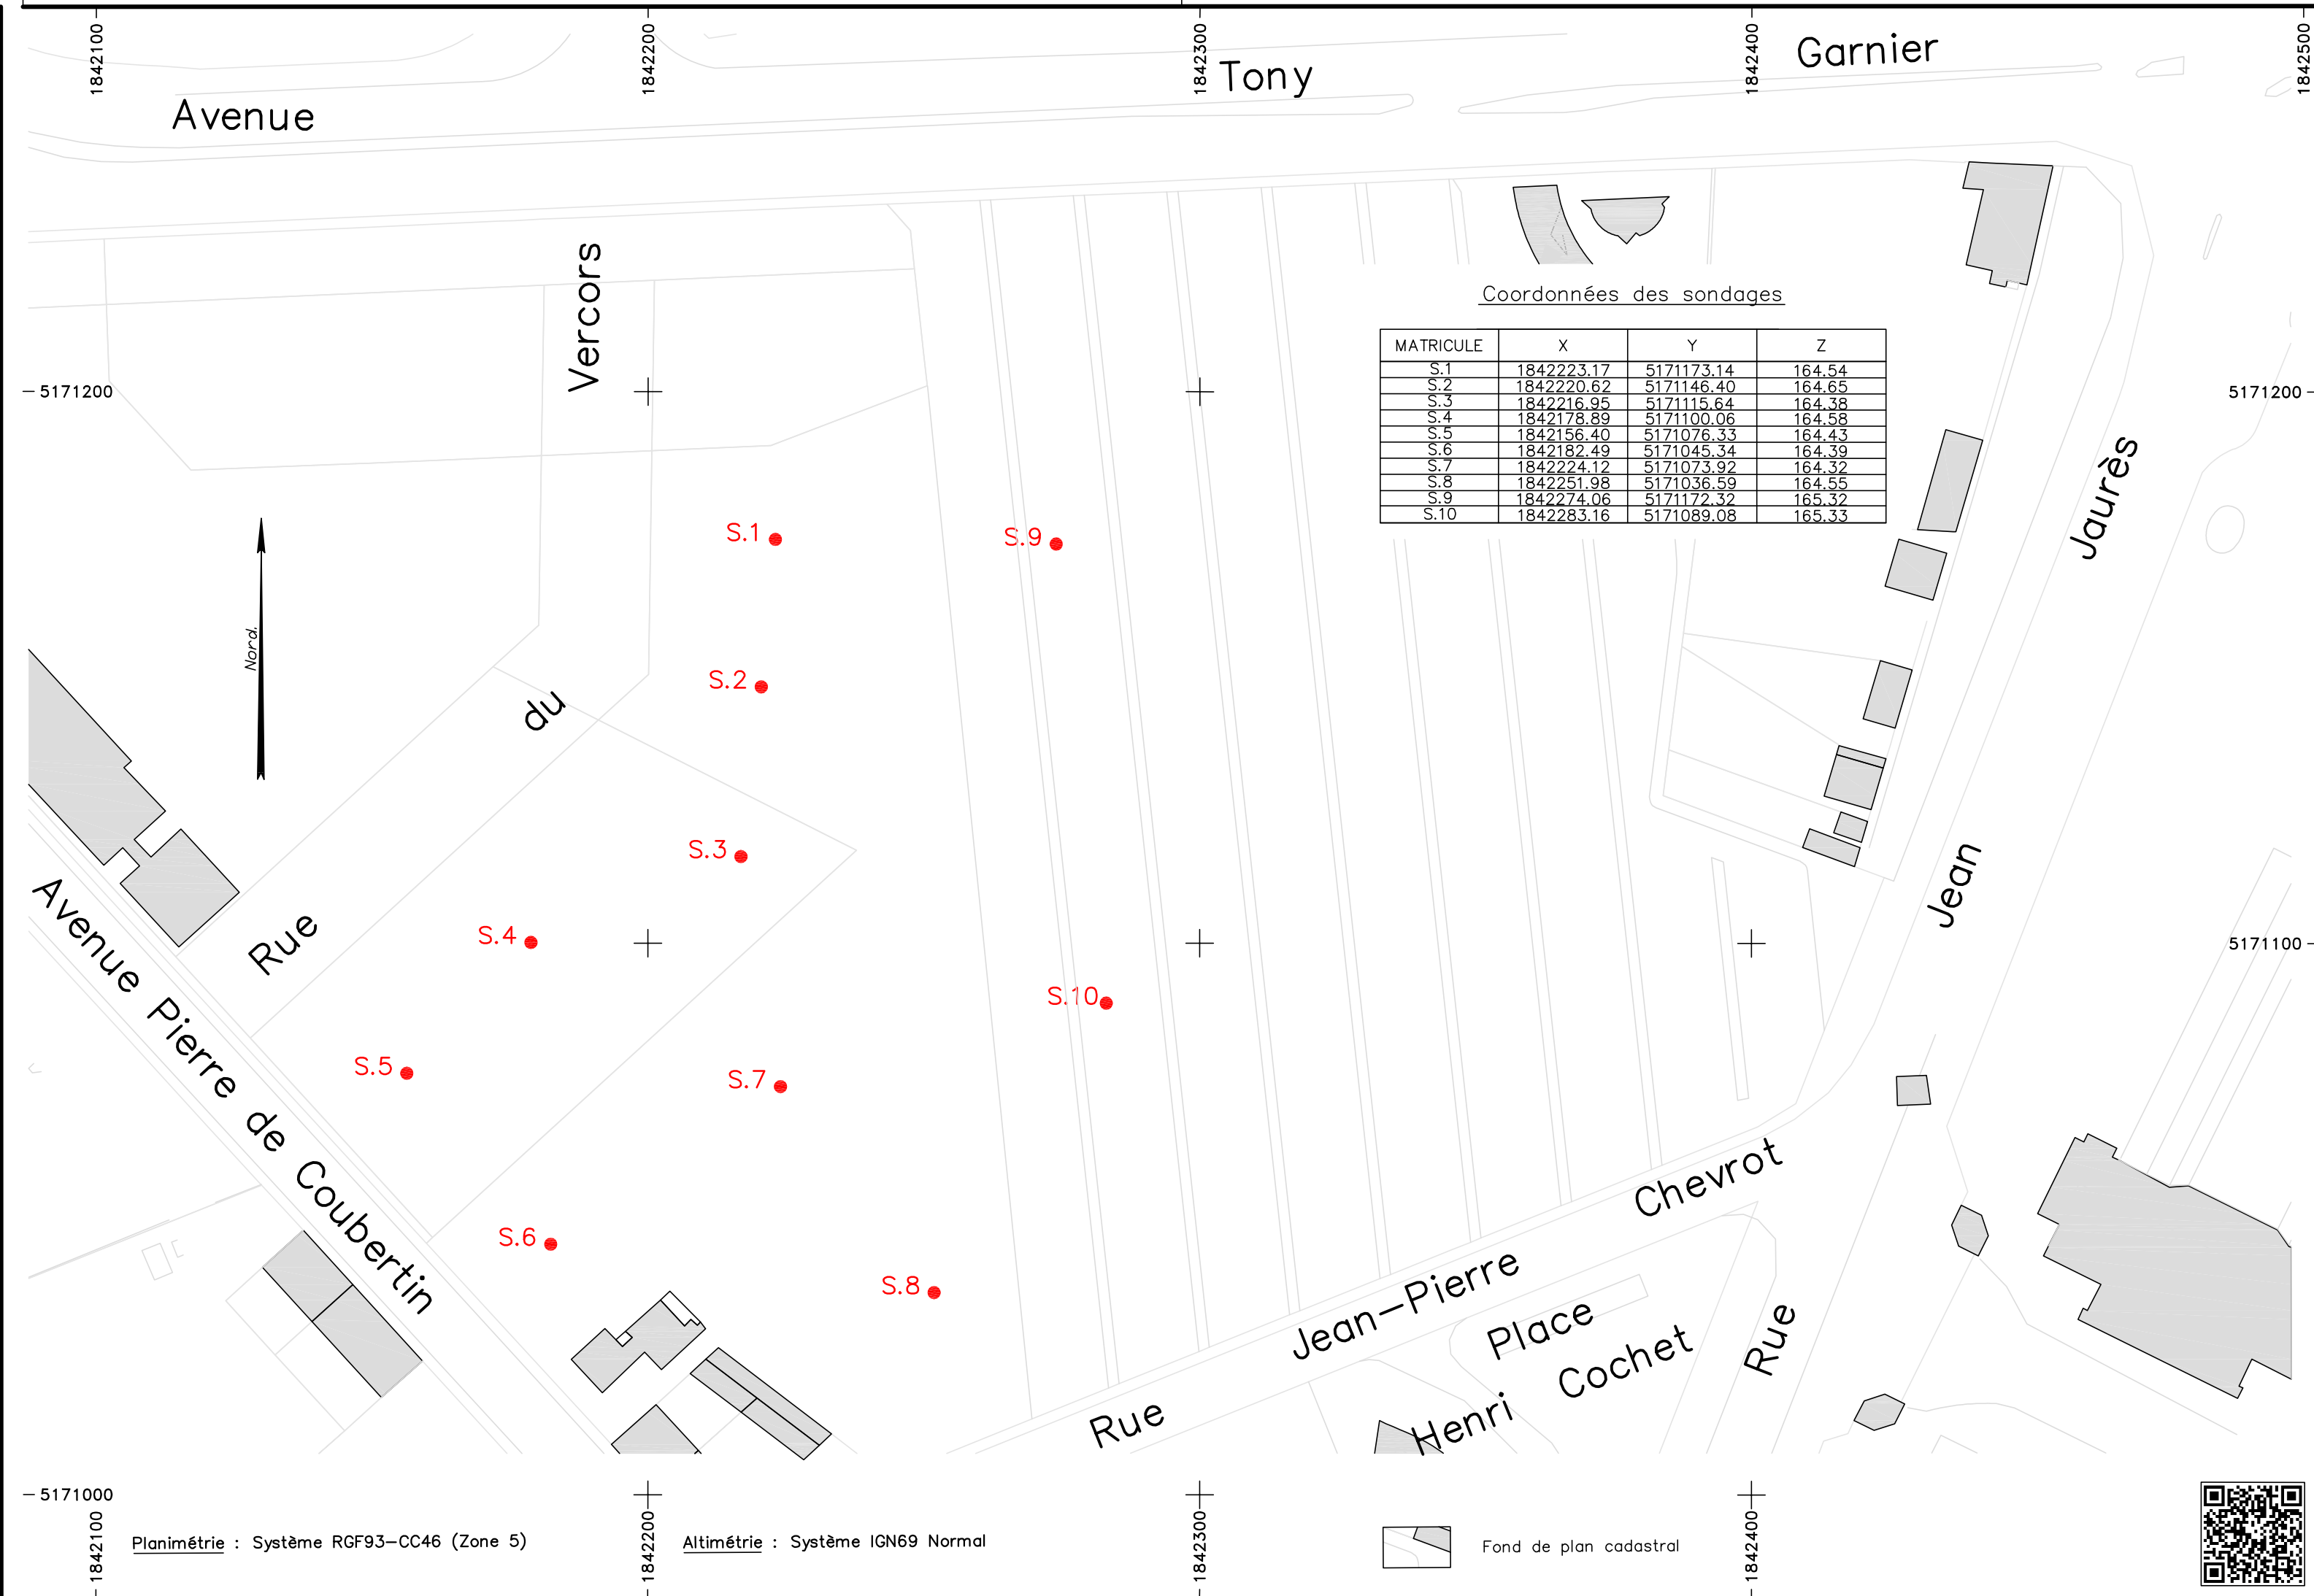 1842100
1842200
1842300
1842400
1842500
Avenue Tony Garnier
Vercors
Coordonnées des sondages
MATRICULE X Y Z
S.1 1842223.17 5171173.14 164.54
S.2 1842220.62 5171146.40 164.65
S.3 1842216.95 5171115.64 164.38
S.4 1842178.89 5171100.06 164.58
S.5 1842156.40 5171076.33 164.43
S.6 1842182.49 5171045.34 164.39
S.7 1842224.12 5171073.92 164.32
S.8 1842251.98 5171036.59 164.55
S.9 1842274.06 5171172.32 165.32
S.10 1842283.16 5171089.08 165.33
5171200
5171200
Jaurès
S.1
S.9
Nord.
S.2
du
S.3
Jean
Rue
S.4
5171100
Avenue Pierre de Coubertin
S.10
S.5
S.7
S.6
S.8
Rue Jean-Pierre Chevrot
Place
Henri Cochet
Rue
5171000
1842100
1842200
1842300
1842400
Planimétrie : Système RGF93-CC46 (Zone 5)
Altimétrie : Système IGN69 Normal
Fond de plan cadastral